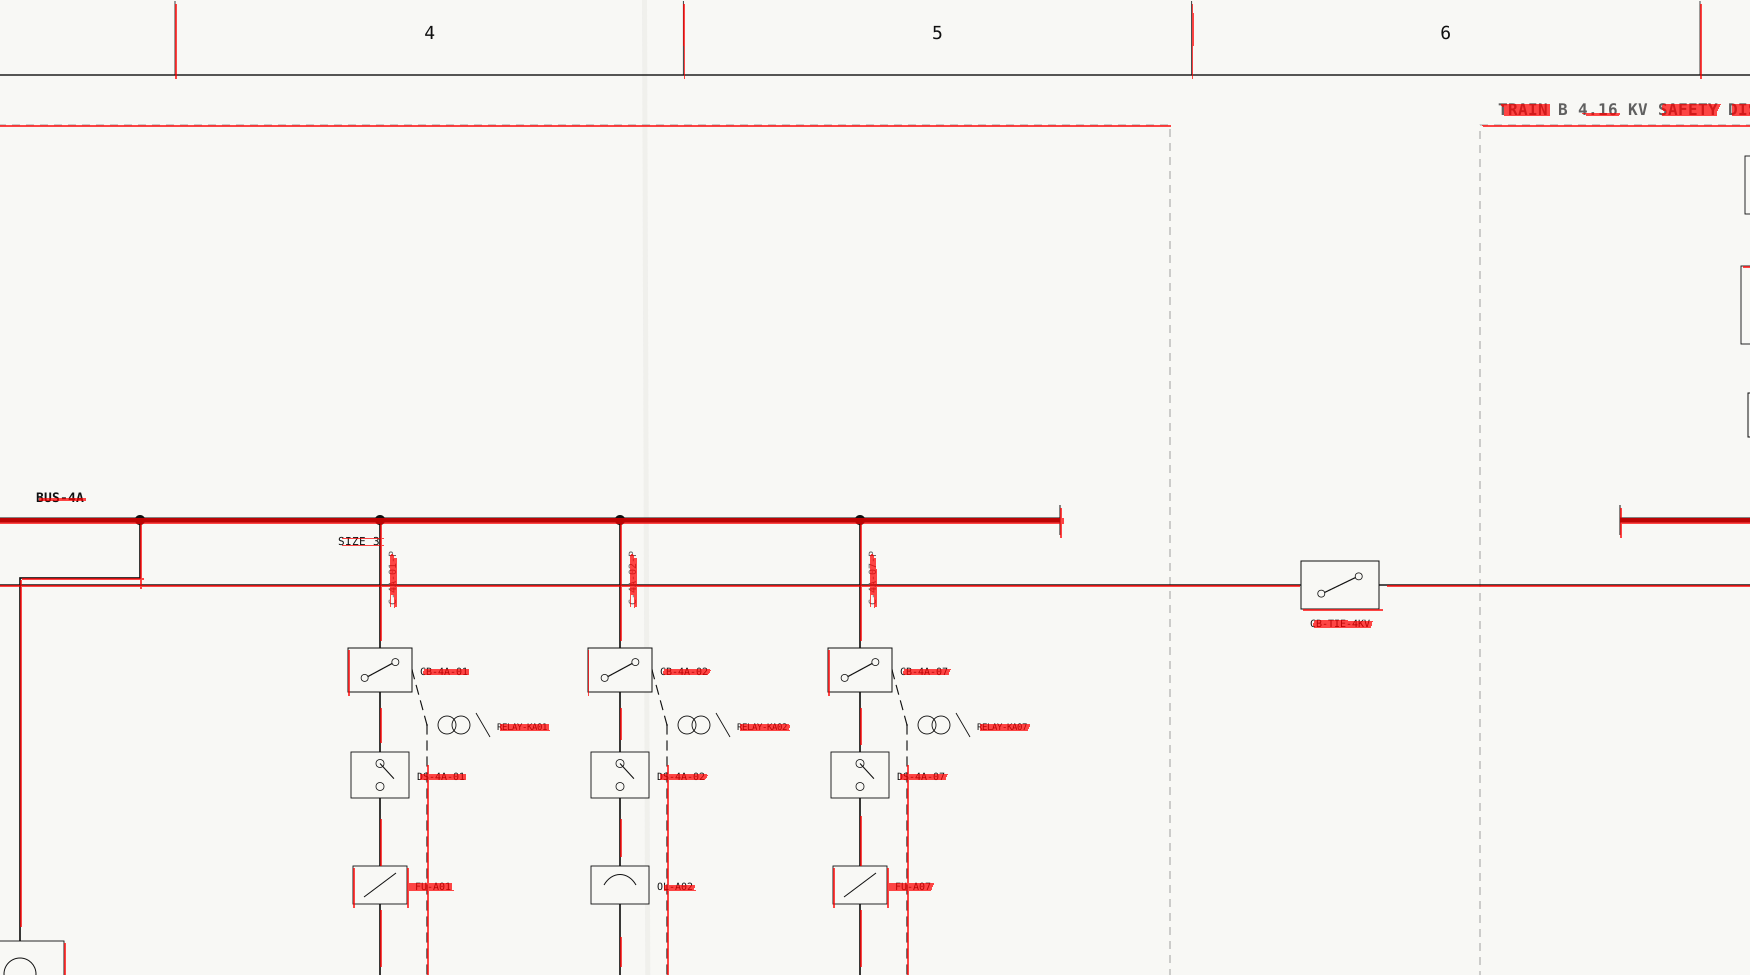 4 5 6
TRAIN B 4.16 KV SAFETY
BUS-4A
SIZE 3
CB-TIE-4KV
CB-4A-01 CB-4A-02 CB-4A-07
RELAY-KA01 RELAY-KA02 RELAY-KA07
DS-4A-01 DS-4A-02 DS-4A-07
FU-A01 OL-A02 FU-A07